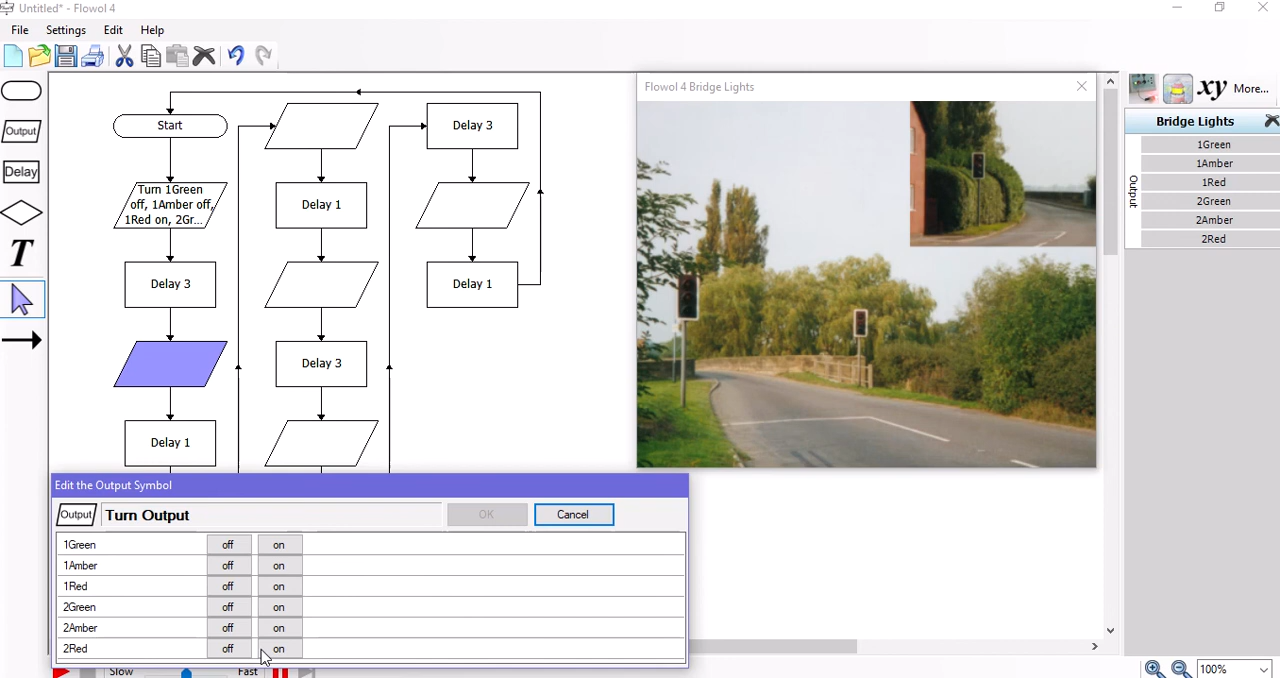 Untitled* - Flowol 4
File Settings Edit Help
Output
Delay
T
Start
Turn 1Green
off, 1Amber off,
1Red on, 2Gr...
Delay 3
Delay 1
Delay 1
Delay 3
Delay 3
Delay 1
Flowol 4 Bridge Lights
xy More...
Bridge Lights
Output
1Green
1Amber
1Red
2Green
2Amber
2Red
Edit the Output Symbol
Output Turn Output OK Cancel
1Green off on
1Amber off on
1Red off on
2Green off on
2Amber off on
2Red off on
Slow Fast
100%